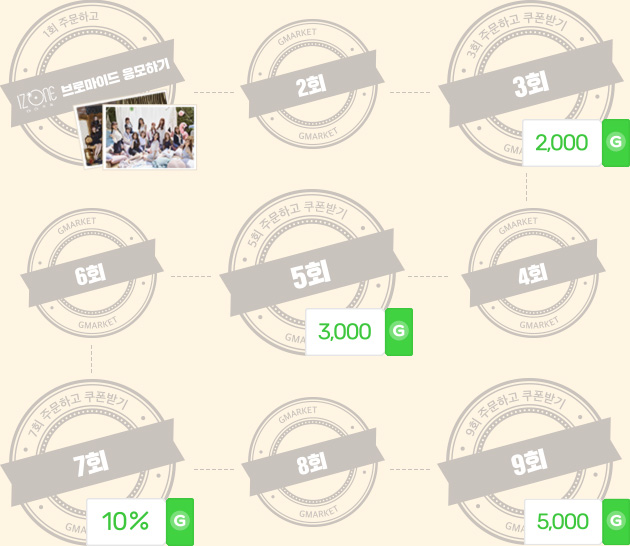 1회 주문하고
IZ*ONE 브로마이드 응모하기
GMARKET
2회
GMARKET
3회 주문하고 쿠폰받기
3회
2,000 G
GMARKET
6회
GMARKET
5회 주문하고 쿠폰받기
5회
3,000 G
GMARKET
4회
GMARKET
7회 주문하고 쿠폰받기
7회
10% G
GMARKET
8회
GMARKET
9회 주문하고 쿠폰받기
9회
5,000 G